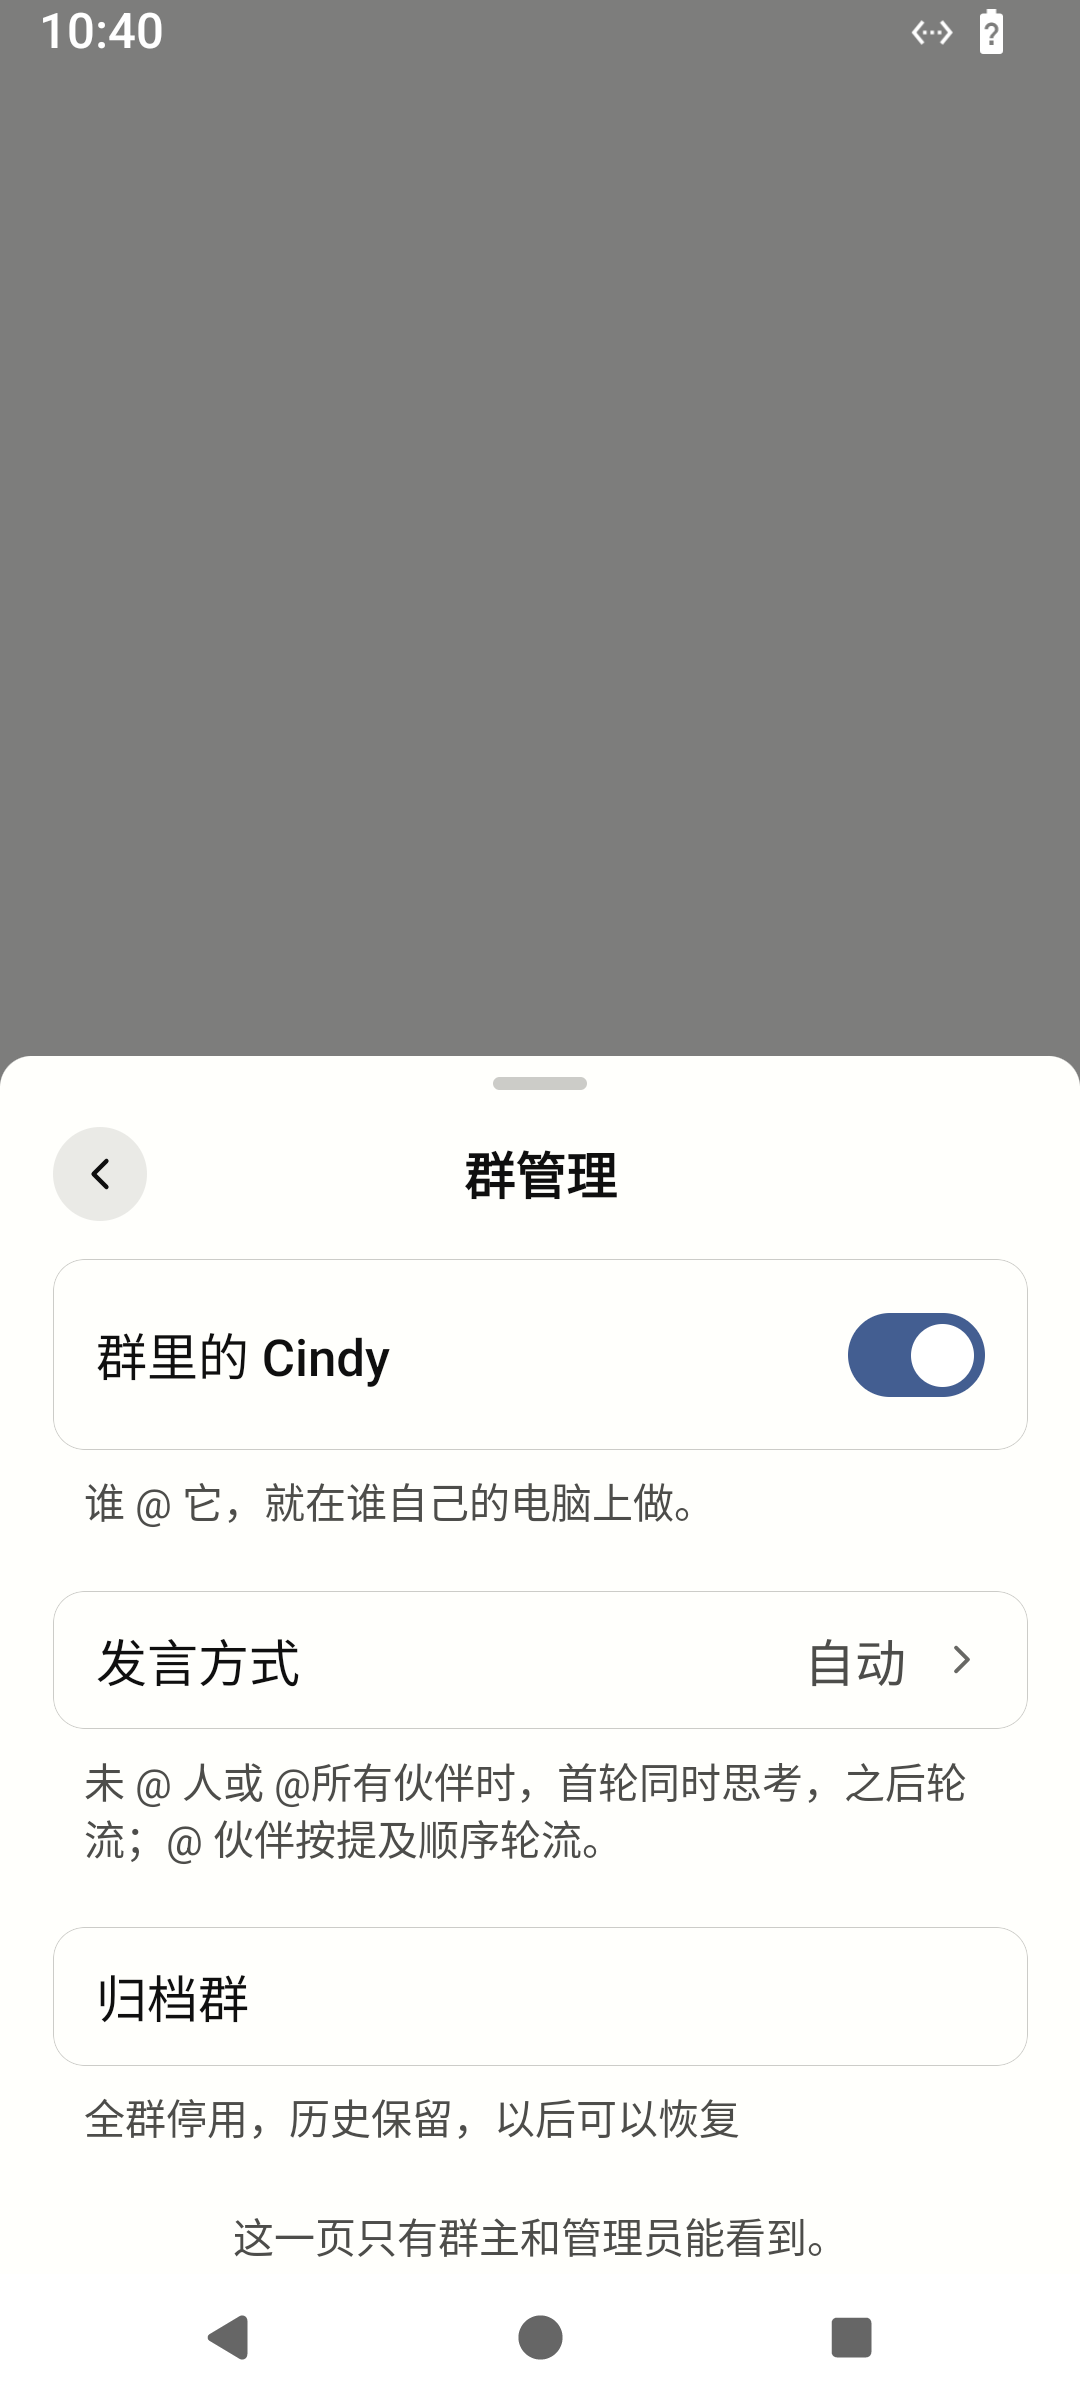 10:40
群管理
群里的 Cindy
谁 @ 它，就在谁自己的电脑上做。
发言方式
自动
未 @ 人或 @所有伙伴时，首轮同时思考，之后轮
流；@ 伙伴按提及顺序轮流。
归档群
全群停用，历史保留，以后可以恢复
这一页只有群主和管理员能看到。